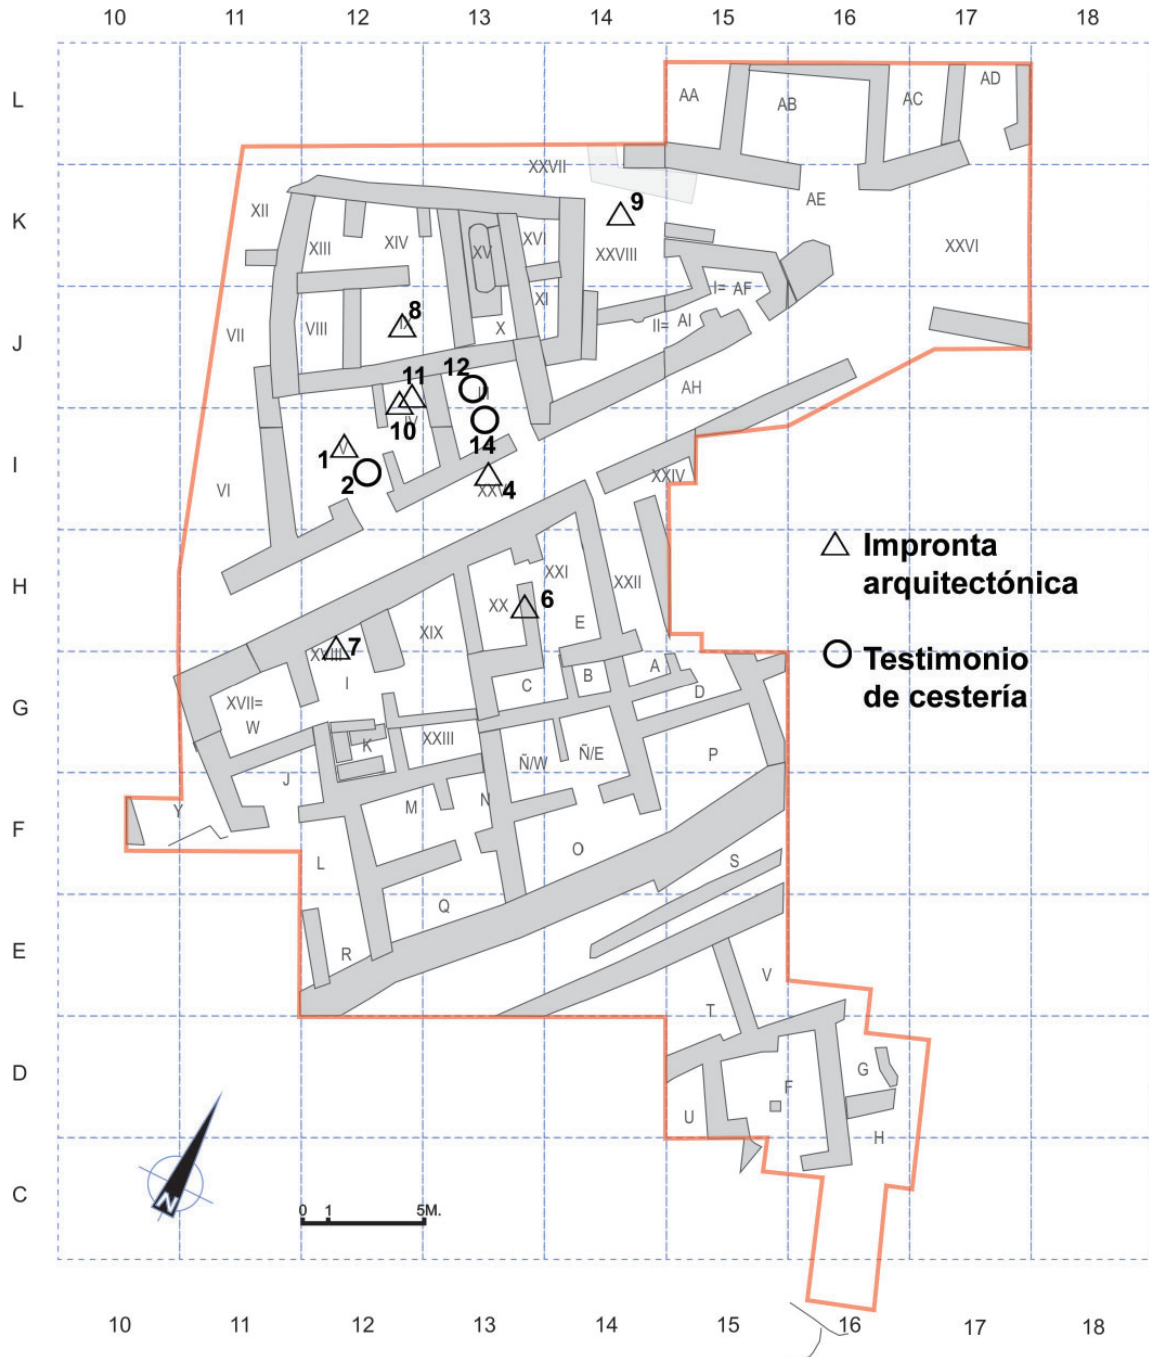 10 11 12 13 14 15 16 17 18
L
AA AB AC AD
XXVII
K
XII XIII XIV XV XVI 9 AE
XXVIII XXVI
I= AF
J
VII VIII IX 8 X XI II= AI
12 III
11 AH
10 IV
I
VI 1 V 2 14 4 XXIV
H
XX 6 XXI XXII
E
Impronta
arquitectónica
XVIII 7 XIX
I C B A D
Testimonio
de cestería
G
XVII=
W
K XXIII Ñ/W Ñ/E P
F
Y J M N O S
L
Q
E
R V
T
D
F G
U H
C
N
0 1 5M.
10 11 12 13 14 15 16 17 18